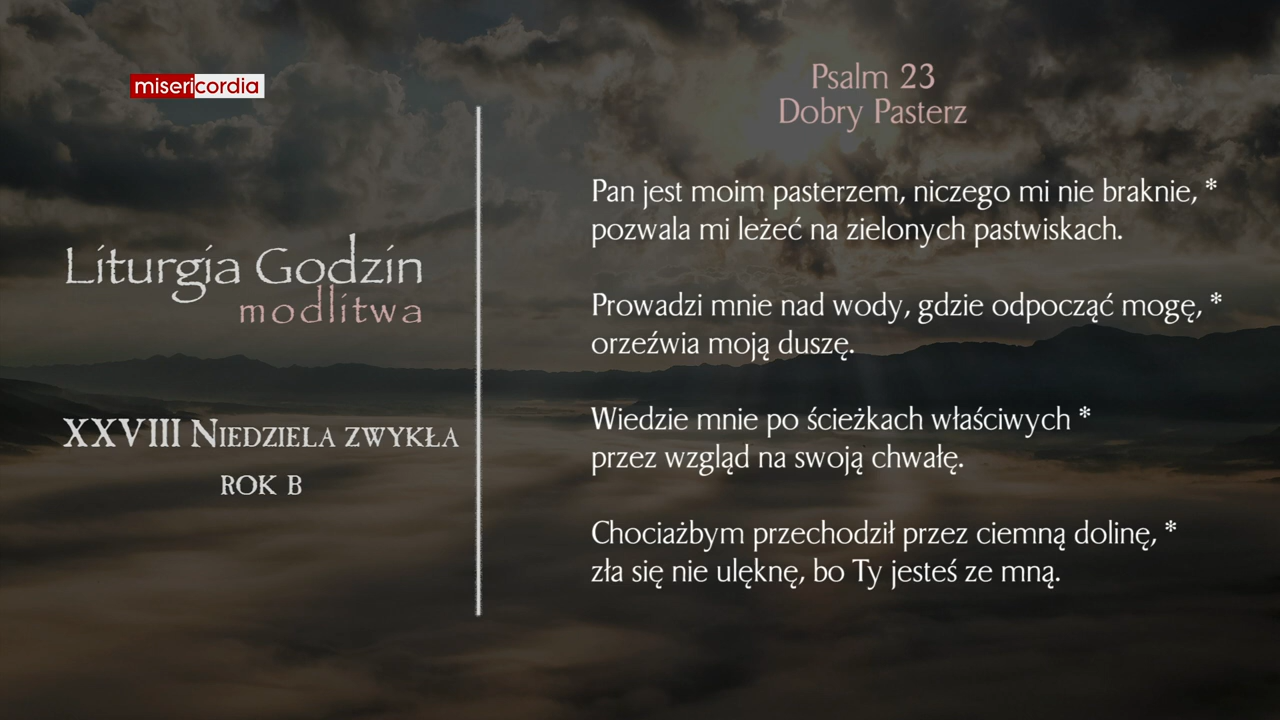 misericordia
Liturgia Godzin
modlitwa
XXVIII Niedziela zwykła
rok B
Psalm 23
Dobry Pasterz
Pan jest moim pasterzem, niczego mi nie braknie, *
pozwala mi leżeć na zielonych pastwiskach.
Prowadzi mnie nad wody, gdzie odpocząć mogę, *
orzeźwia moją duszę.
Wiedzie mnie po ścieżkach właściwych *
przez wzgląd na swoją chwałę.
Chociażbym przechodził przez ciemną dolinę, *
zła się nie ulęknę, bo Ty jesteś ze mną.